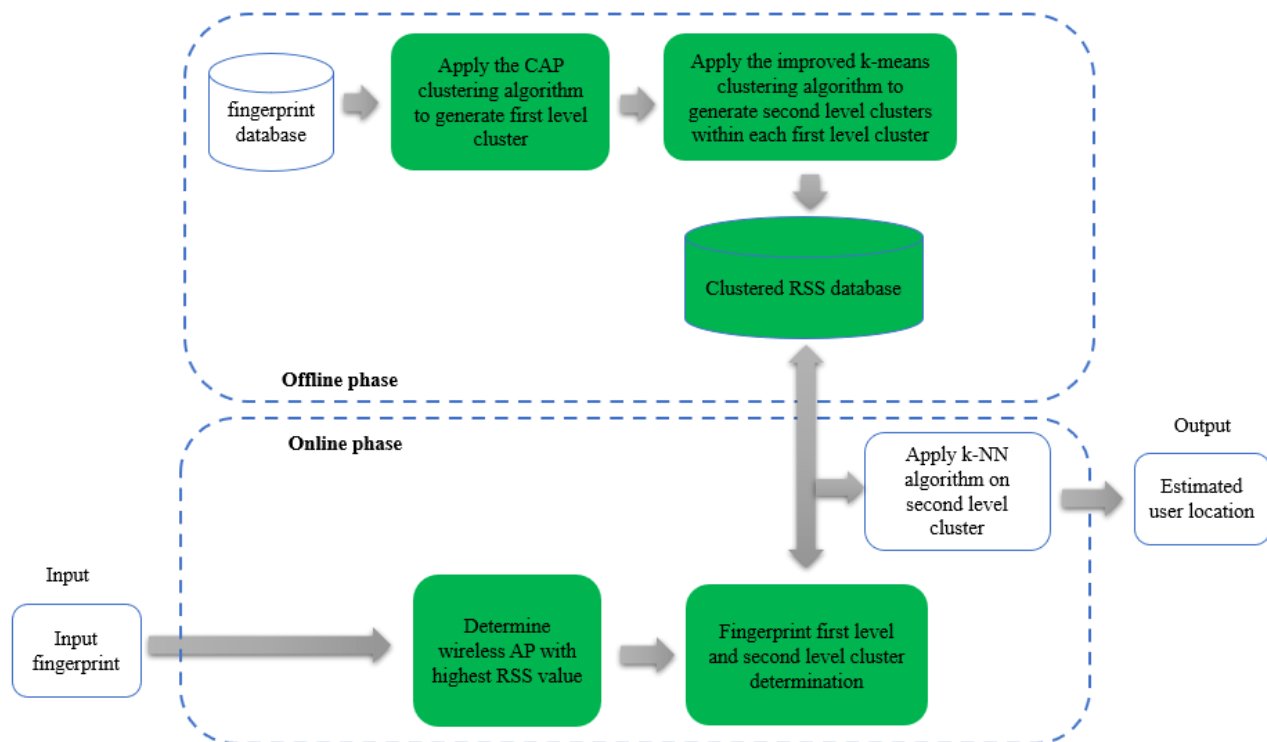 fingerprint
database
Apply the CAP
clustering algorithm
to generate first level
cluster
Apply the improved k-means
clustering algorithm to
generate second level clusters
within each first level cluster
Clustered RSS database
Offline phase
Online phase
Apply k-NN
algorithm on
second level
cluster
Output
Estimated
user location
Input
Input
fingerprint
Determine
wireless AP with
highest RSS value
Fingerprint first level
and second level cluster
determination